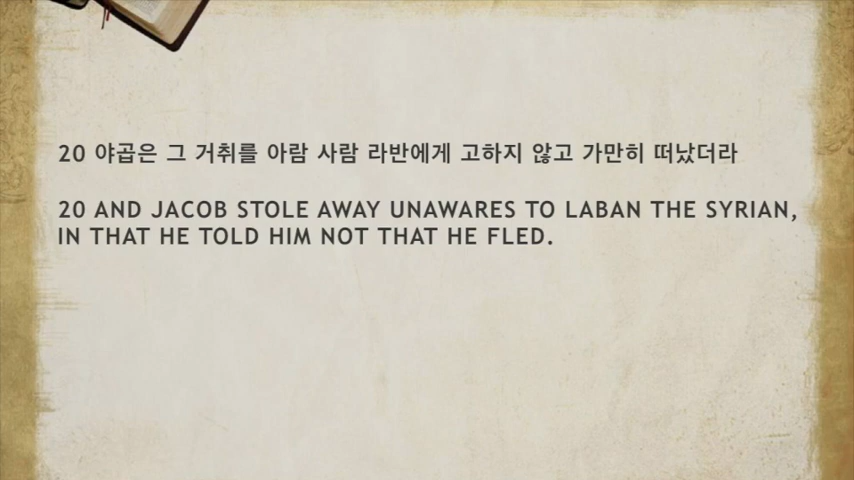 20 야곱은 그 거취를 아람 사람 라반에게 고하지 않고 가만히 떠났더라
20 AND JACOB STOLE AWAY UNAWARES TO LABAN THE SYRIAN,
IN THAT HE TOLD HIM NOT THAT HE FLED.